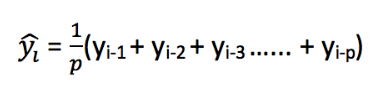 ŷᵢ = 1/p (yi-1 + yi-2 + yi-3 ...... + yi-p)